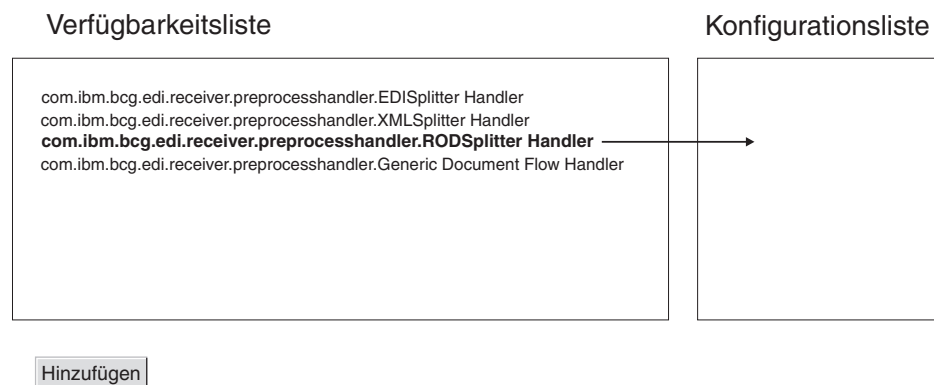 Verfügbarkeitsliste
Konfigurationsliste
com.ibm.bcg.edi.receiver.preprocesshandler.EDISplitter Handler
com.ibm.bcg.edi.receiver.preprocesshandler.XMLSplitter Handler
com.ibm.bcg.edi.receiver.preprocesshandler.RODSplitter Handler
com.ibm.bcg.edi.receiver.preprocesshandler.Generic Document Flow Handler
Hinzufügen